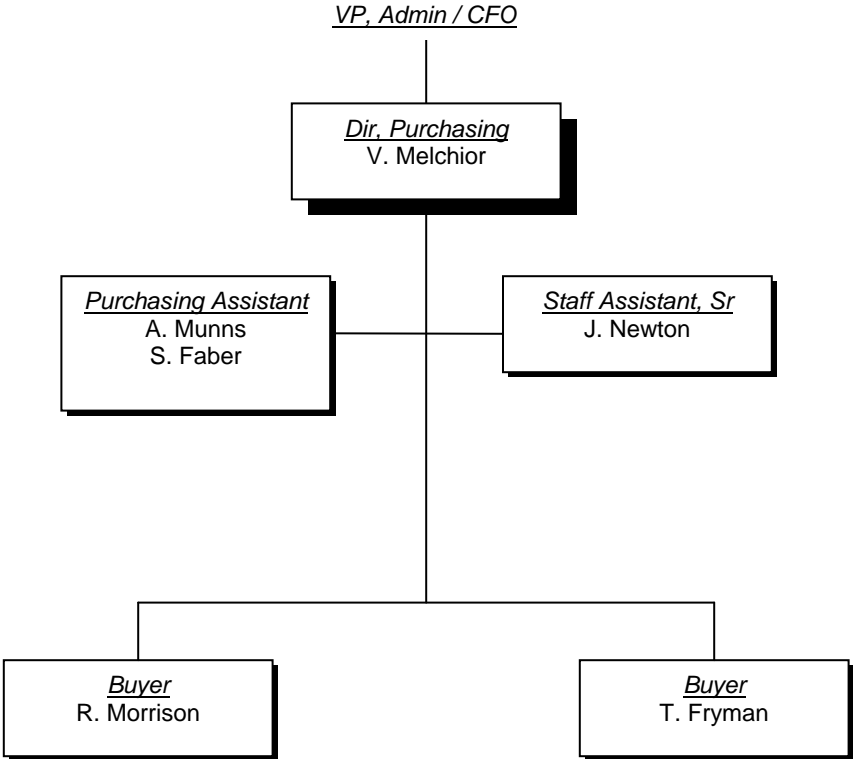 VP, Admin / CFO
Dir, Purchasing
V. Melchior
Purchasing Assistant
A. Munns
S. Faber
Staff Assistant, Sr
J. Newton
Buyer
R. Morrison
Buyer
T. Fryman